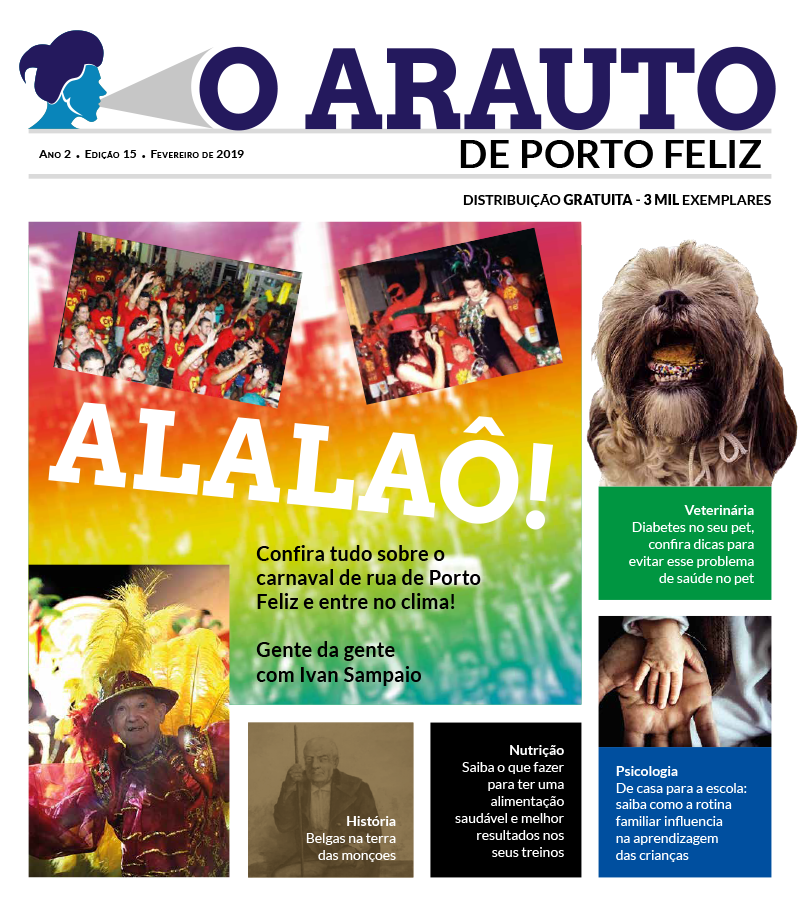 O ARAUTO
DE PORTO FELIZ
Ano 2 . Edição 15 . Fevereiro de 2019
DISTRIBUIÇÃO GRATUITA - 3 MIL EXEMPLARES
ALALAÔ!
Confira tudo sobre o
carnaval de rua de Porto
Feliz e entre no clima!
Gente da gente
com Ivan Sampaio
Veterinária
Diabetes no seu pet,
confira dicas para
evitar esse problema
de saúde no pet
História
Belgas na terra
das monçoes
Nutrição
Saiba o que fazer
para ter uma
alimentação
saudável e melhor
resultados nos
seus treinos
Psicologia
De casa para a escola:
saiba como a rotina
familiar influencia
na aprendizagem
das crianças